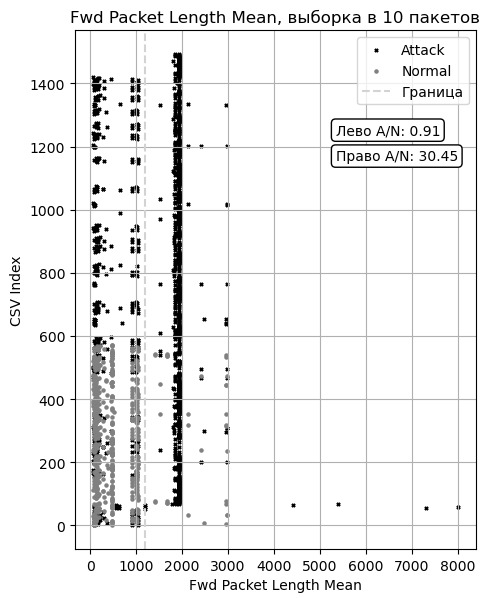 Fwd Packet Length Mean, выборка в 10 пакетов
Attack
Normal
Граница
Лево A/N: 0.91
Право A/N: 30.45
1400
1200
1000
800
600
400
200
0
CSV Index
0 1000 2000 3000 4000 5000 6000 7000 8000
Fwd Packet Length Mean